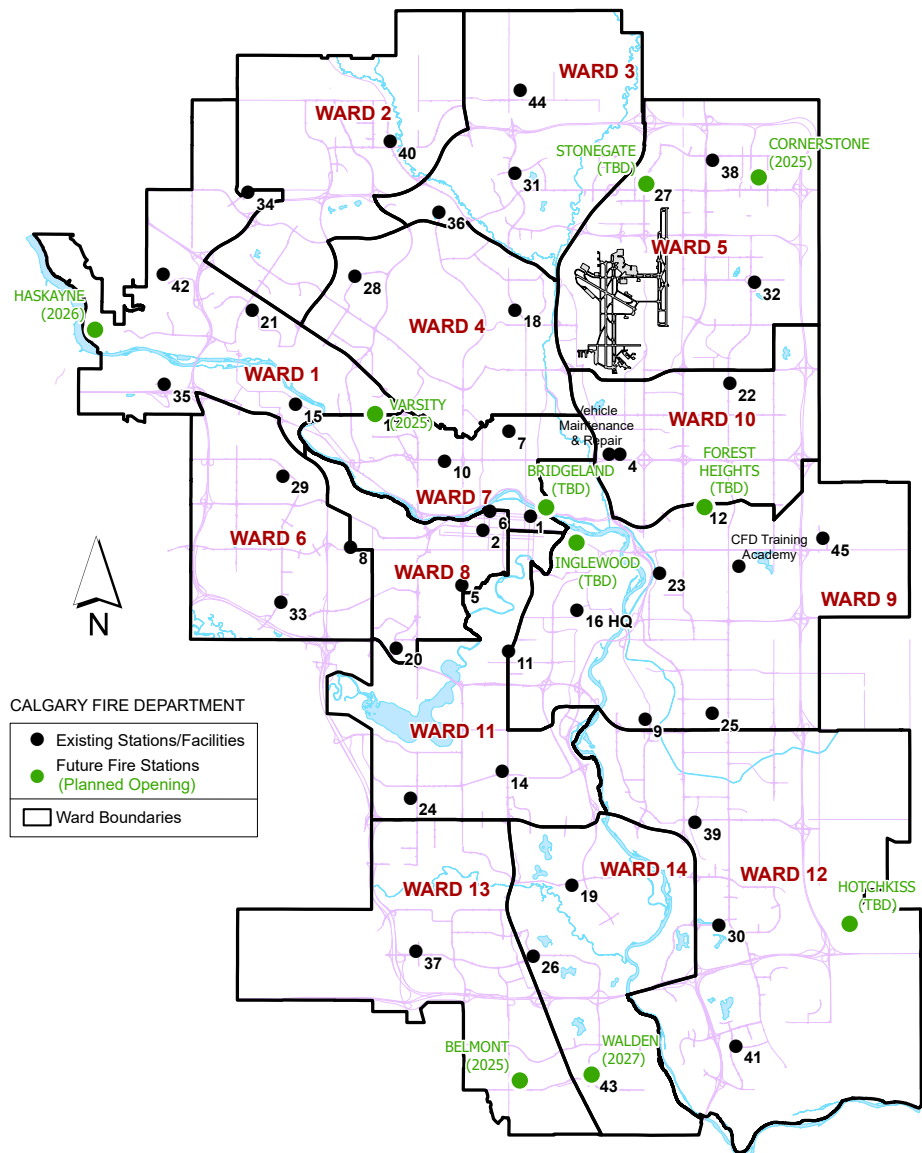 WARD 3
44
WARD 2
40
CORNERSTONE
(2025)
STONEGATE
(TBD)
38
31
27
34
36
WARD 5
42
28
32
HASKAYNE
(2026)
21
18
WARD 4
WARD 1
35
22
15
VARSITY
(2025)
WARD 10
Vehicle
Maintenance
& Repair
7
4
10
FOREST
HEIGHTS
(TBD)
BRIDGELAND
(TBD)
29
WARD 7
6
1
12
2
WARD 6
8
CFD Training
Academy
45
INGLEWOOD
(TBD)
WARD 8
5
23
WARD 9
N
33
16 HQ
20
11
CALGARY FIRE DEPARTMENT
Existing Stations/Facilities
Future Fire Stations
(Planned Opening)
Ward Boundaries
WARD 11
9
25
14
24
39
WARD 13
WARD 14
WARD 12
19
HOTCHKISS
(TBD)
30
37
26
BELMONT
(2025)
WALDEN
(2027)
41
43